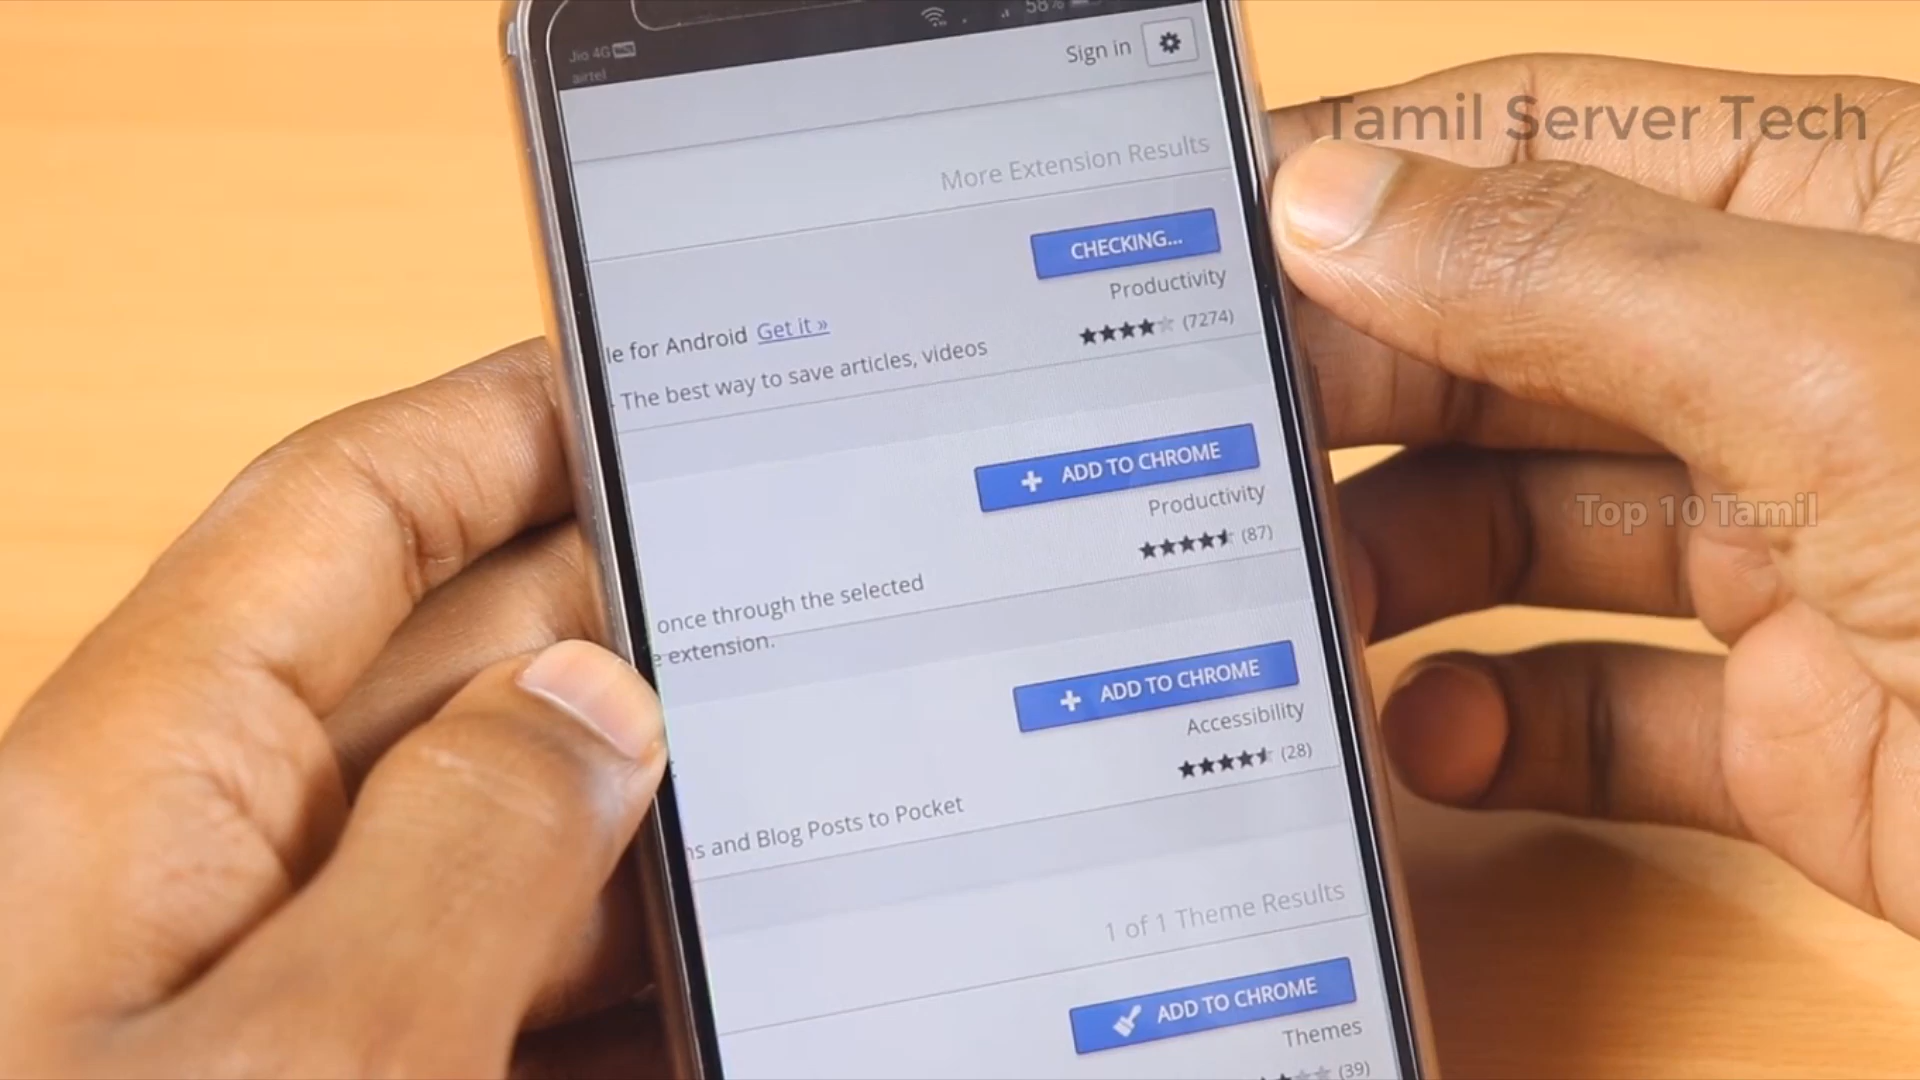 Jio 4G
airtel
58%
Sign in
Tamil Server Tech
More Extension Results
CHECKING...
Productivity
(7274)
le for Android Get it »
The best way to save articles, videos
ADD TO CHROME
Productivity
(87)
Top 10 Tamil
once through the selected
e extension.
ADD TO CHROME
Accessibility
(28)
ns and Blog Posts to Pocket
1 of 1 Theme Results
ADD TO CHROME
Themes
(39)